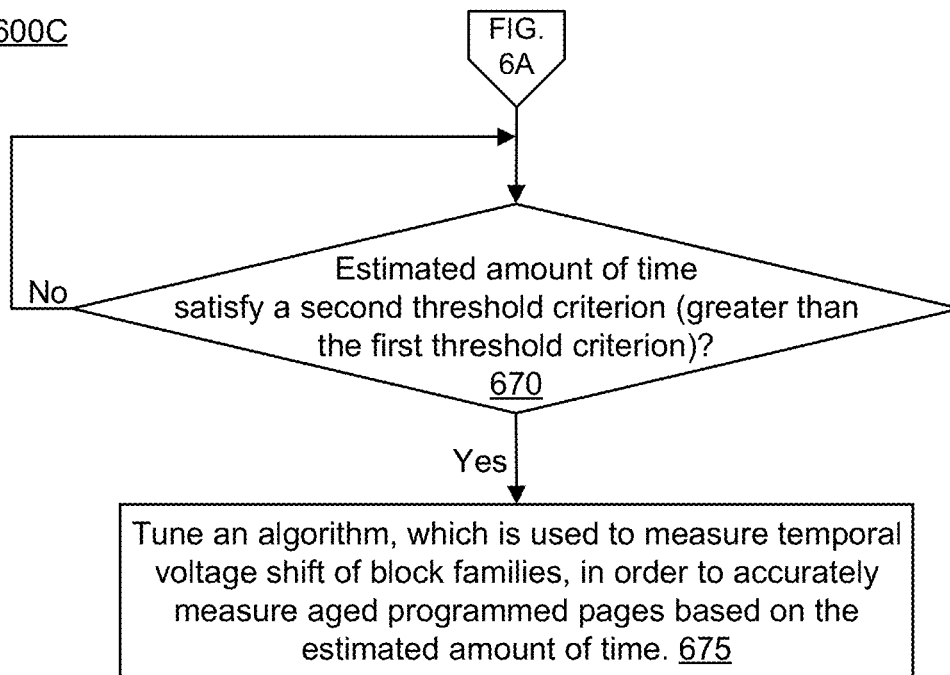 600C
FIG.
6A
Estimated amount of time
satisfy a second threshold criterion (greater than
the first threshold criterion)?
670
No
Yes
Tune an algorithm, which is used to measure temporal
voltage shift of block families, in order to accurately
measure aged programmed pages based on the
estimated amount of time. 675